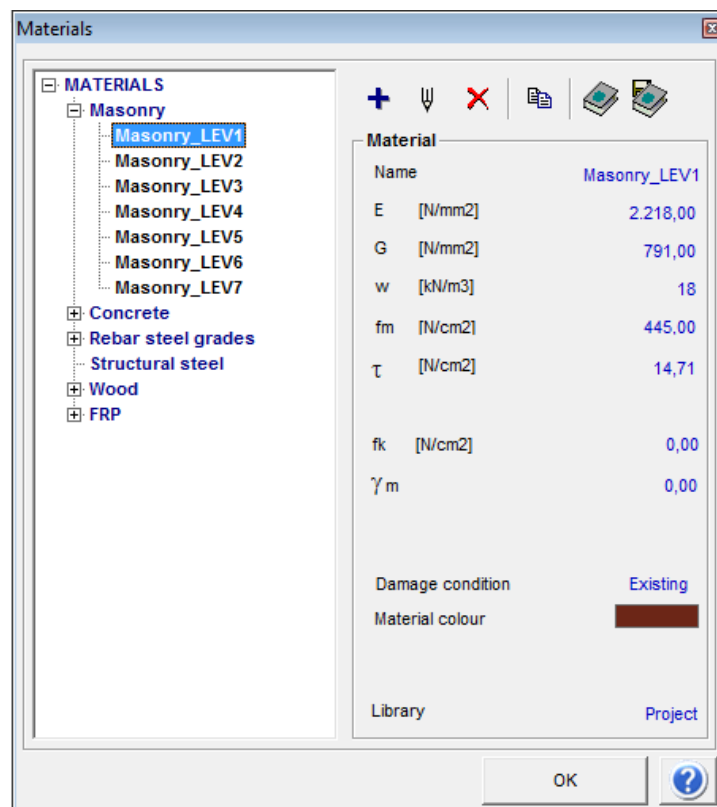 Materials
MATERIALS
Masonry
Masonry_LEV1
Masonry_LEV2
Masonry_LEV3
Masonry_LEV4
Masonry_LEV5
Masonry_LEV6
Masonry_LEV7
Concrete
Rebar steel grades
Structural steel
Wood
FRP
Material
Name Masonry_LEV1
E [N/mm2] 2.218,00
G [N/mm2] 791,00
w [kN/m3] 18
fm [N/cm2] 445,00
τ [N/cm2] 14,71
fk [N/cm2] 0,00
γ m 0,00
Damage condition Existing
Material colour
Library Project
OK